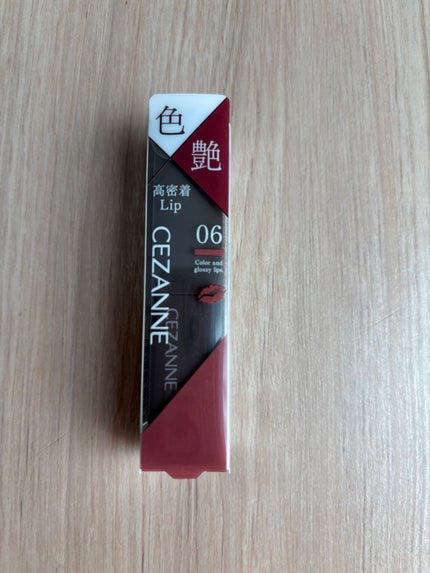 色
艶
高密着
Lip
06
Color and
glossy lips.
CEZANNE
CEZANNE